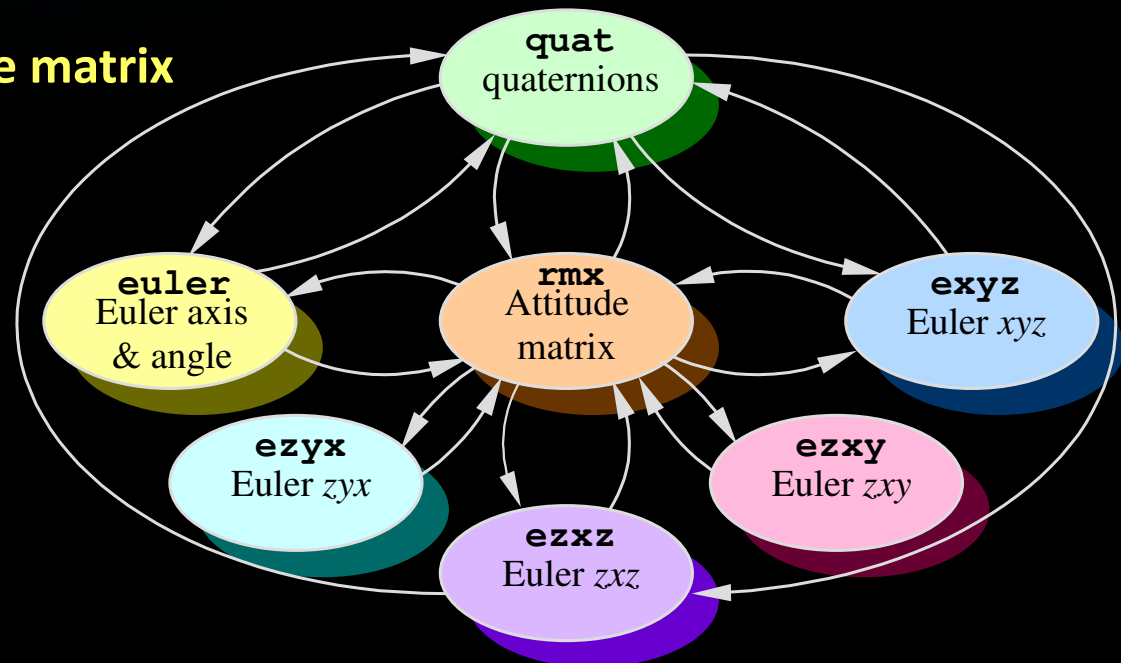 e matrix
quat
quaternions
euler
Euler axis
& angle
rmx
Attitude
matrix
exyz
Euler xyz
ezyx
Euler zyx
ezxy
Euler zxy
ezxz
Euler zxz